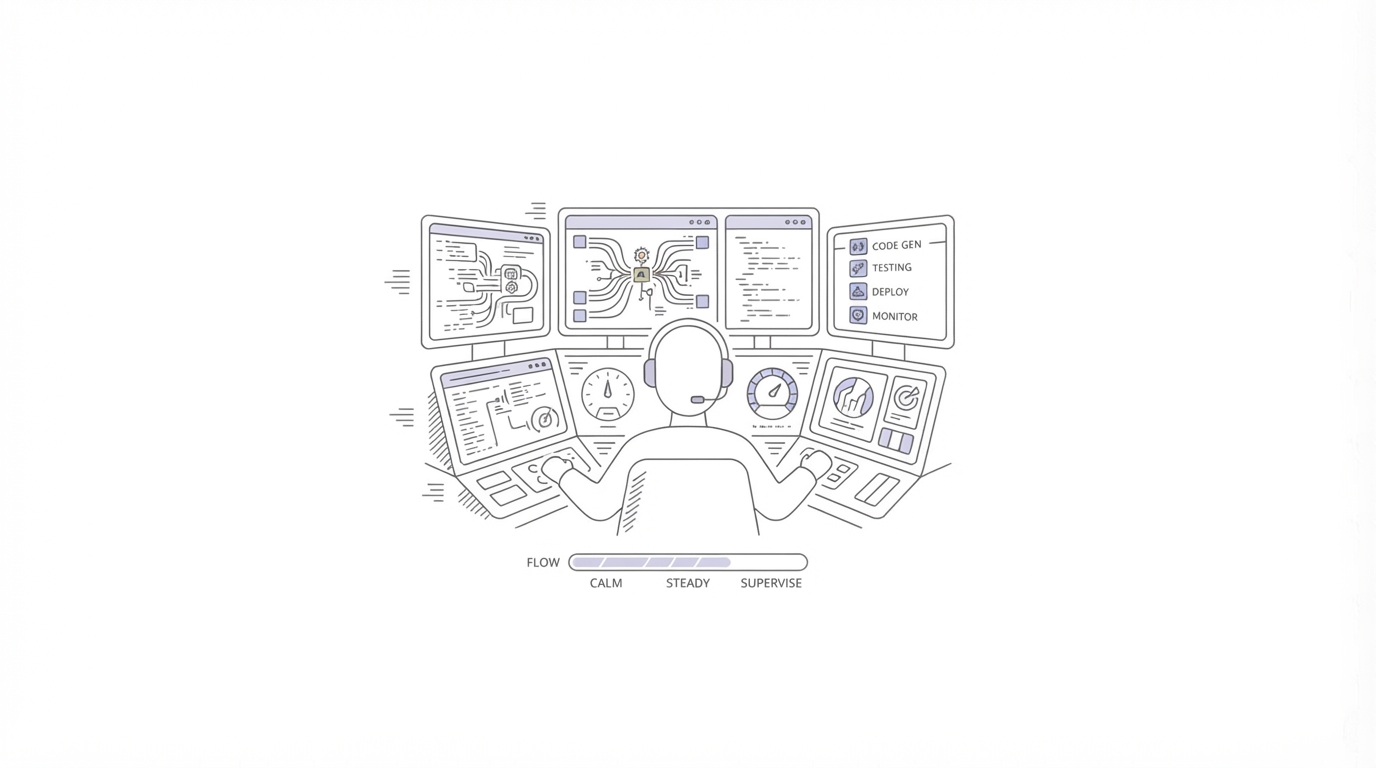 CODE GEN
TESTING
DEPLOY
MONITOR
FLOW
CALM STEADY SUPERVISE